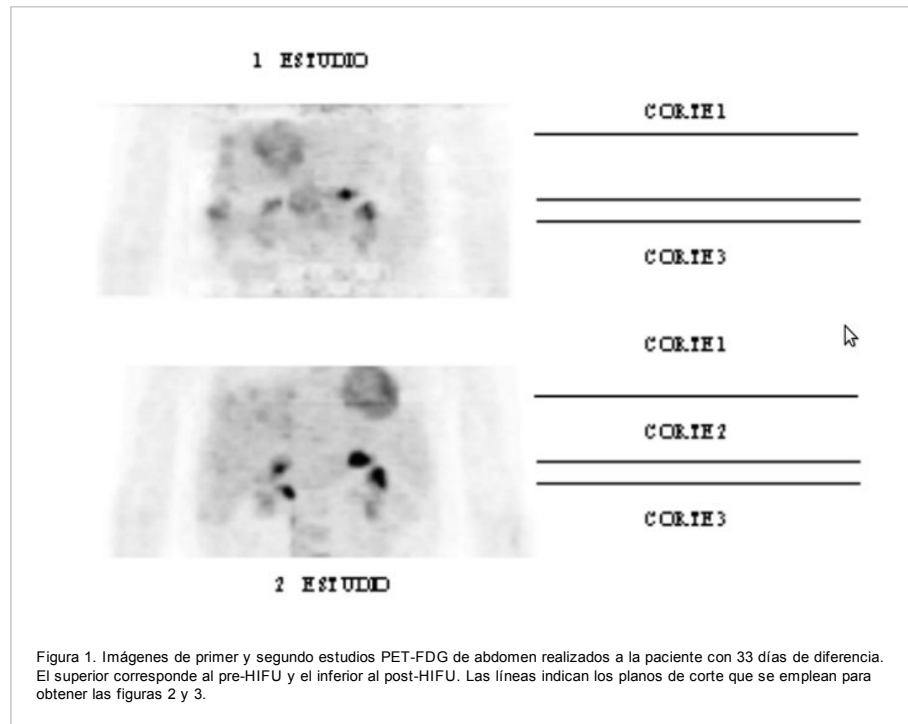 1 ESTUDIO
CORTE1
CORTE3
CORTE1
CORTE2
CORTE3
2 ESTUDIO
Figura 1. Imágenes de primer y segundo estudios PET-FDG de abdomen realizados a la paciente con 33 días de diferencia.
El superior corresponde al pre-HIFU y el inferior al post-HIFU. Las líneas indican los planos de corte que se emplean para
obtener las figuras 2 y 3.